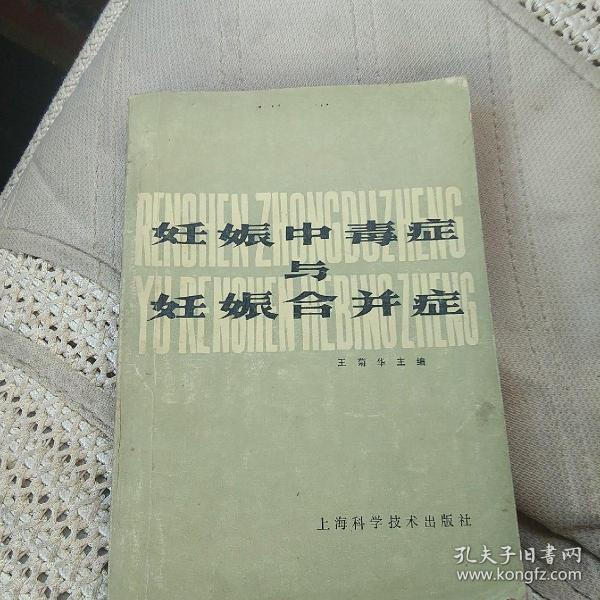 RENSHEN ZHONGDUZHENG
妊娠中毒症
与
YU RENSHEN HEBINGZHENG
妊娠合并症
王菊华主编
上海科学技术出版社
孔夫子旧书网
www.kongfz.com